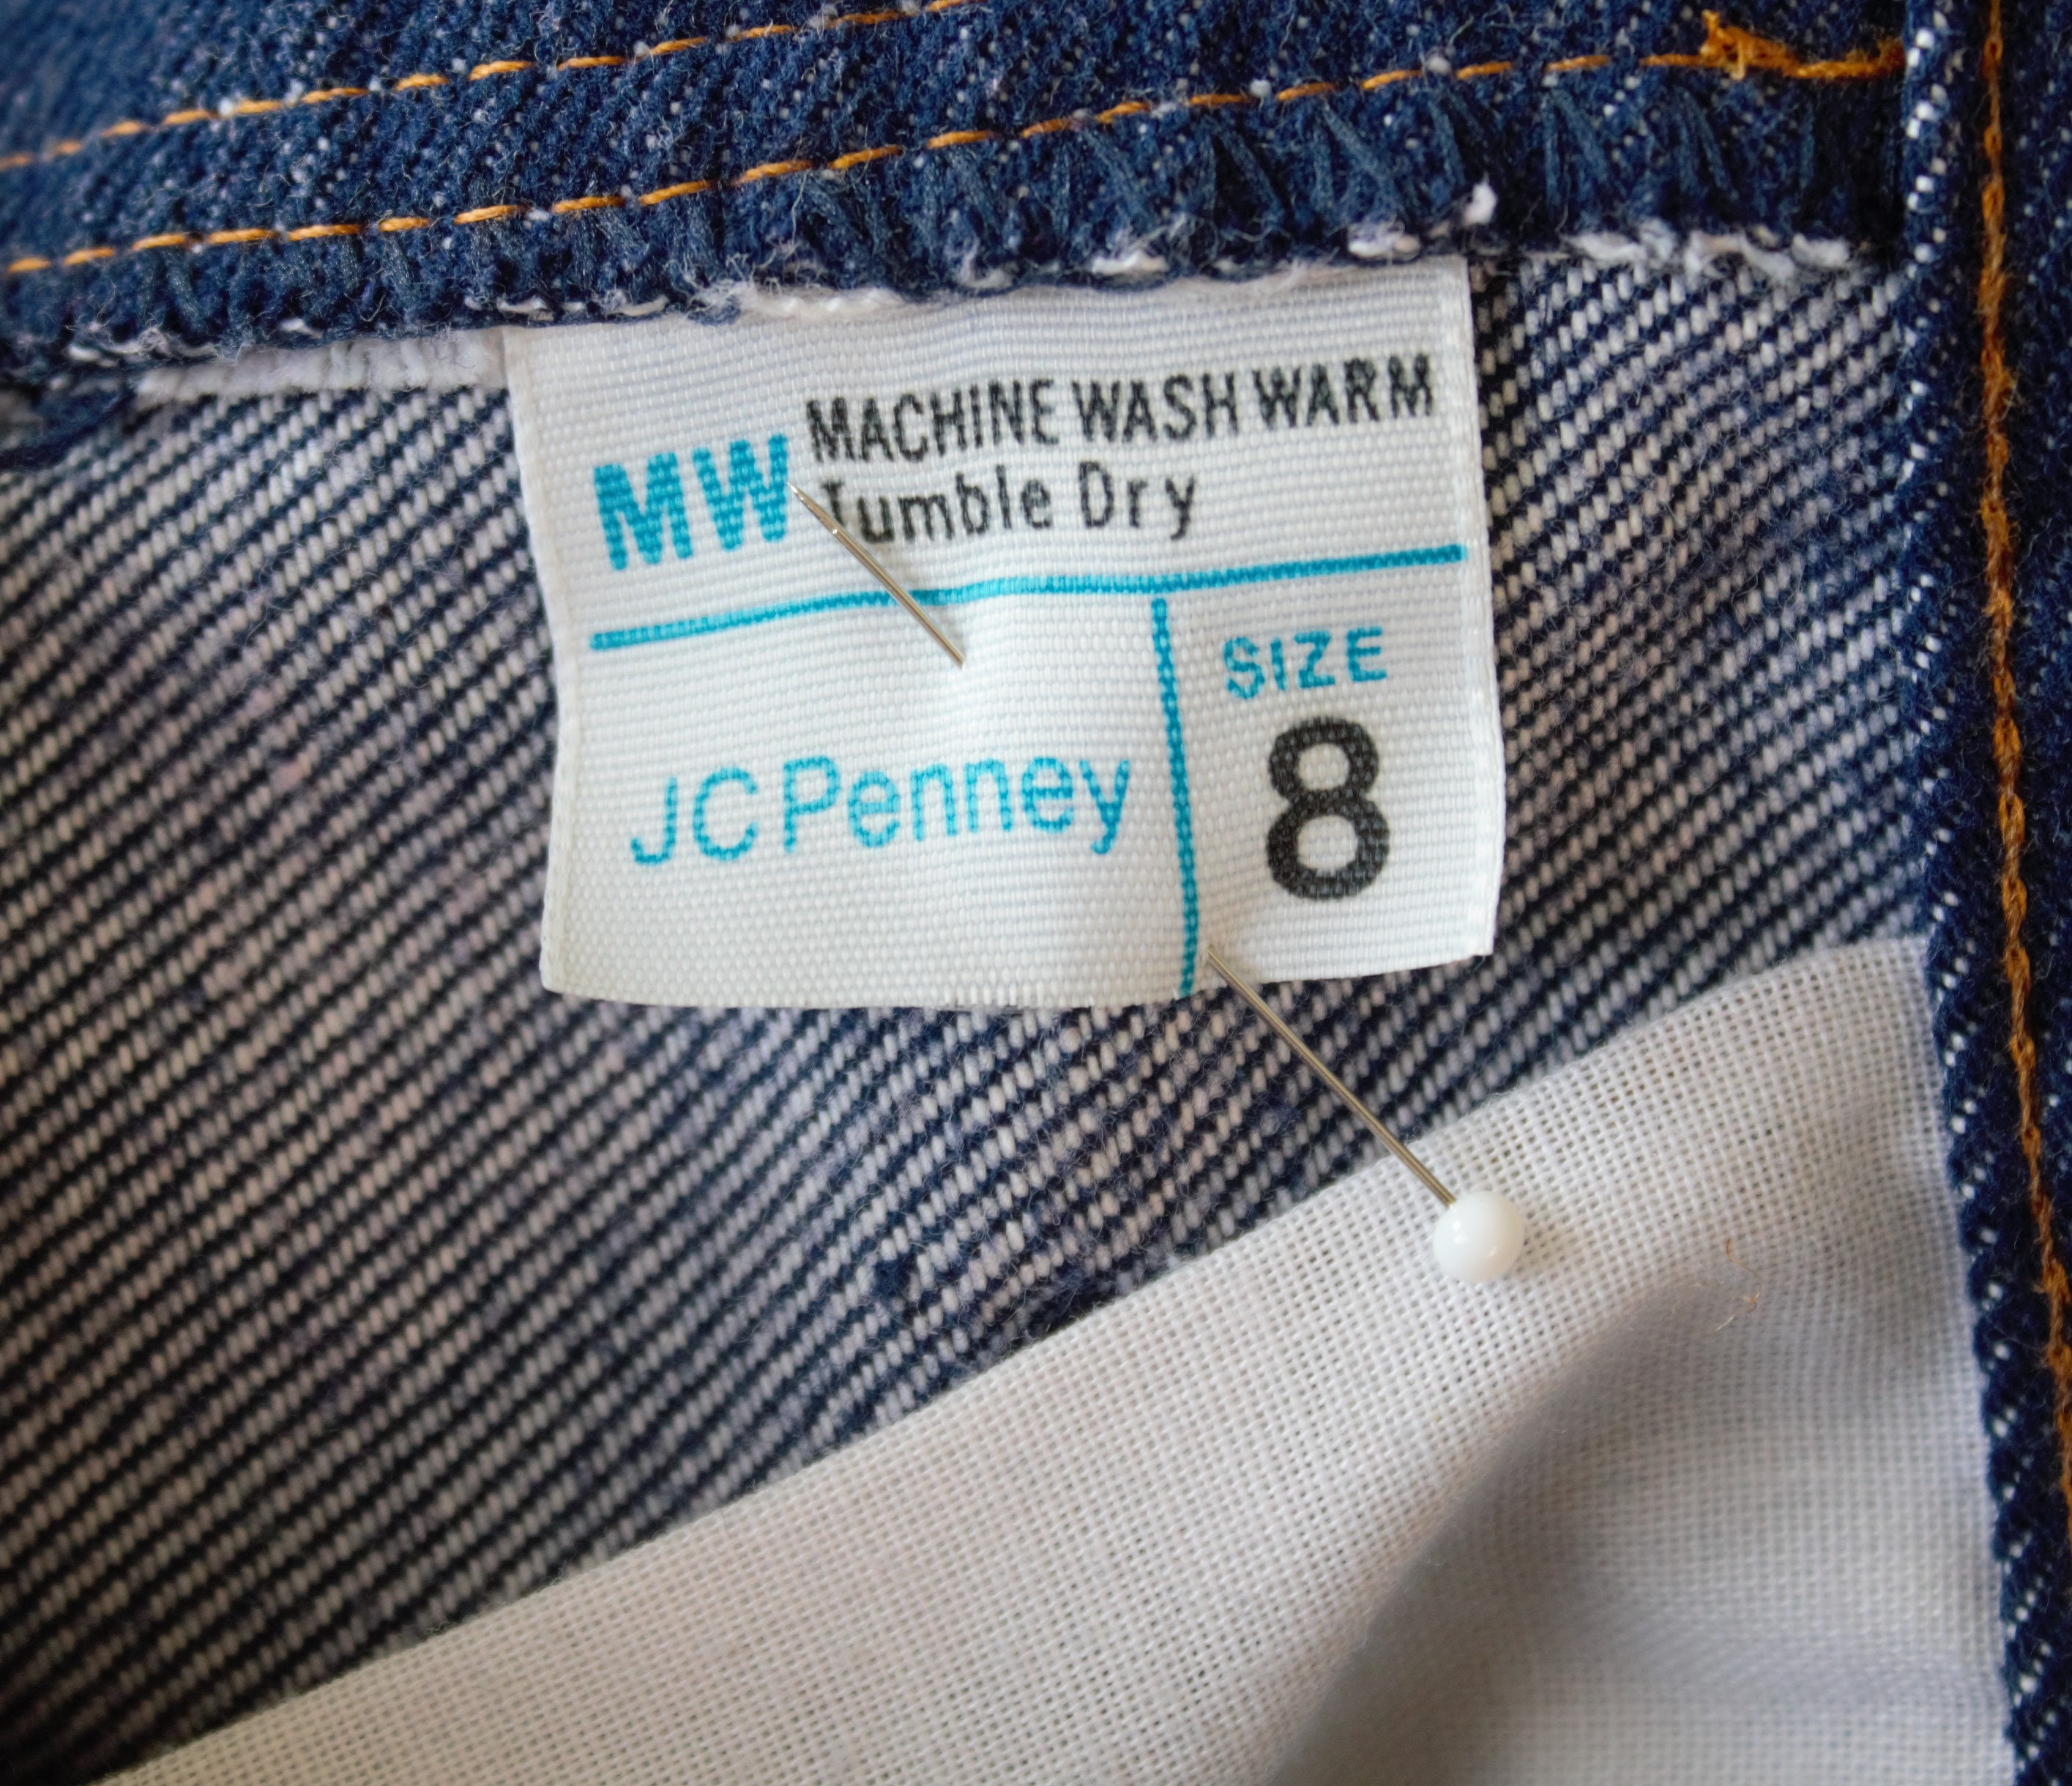 MW MACHINE WASH WARM
Tumble Dry
JCPenney
SIZE
8